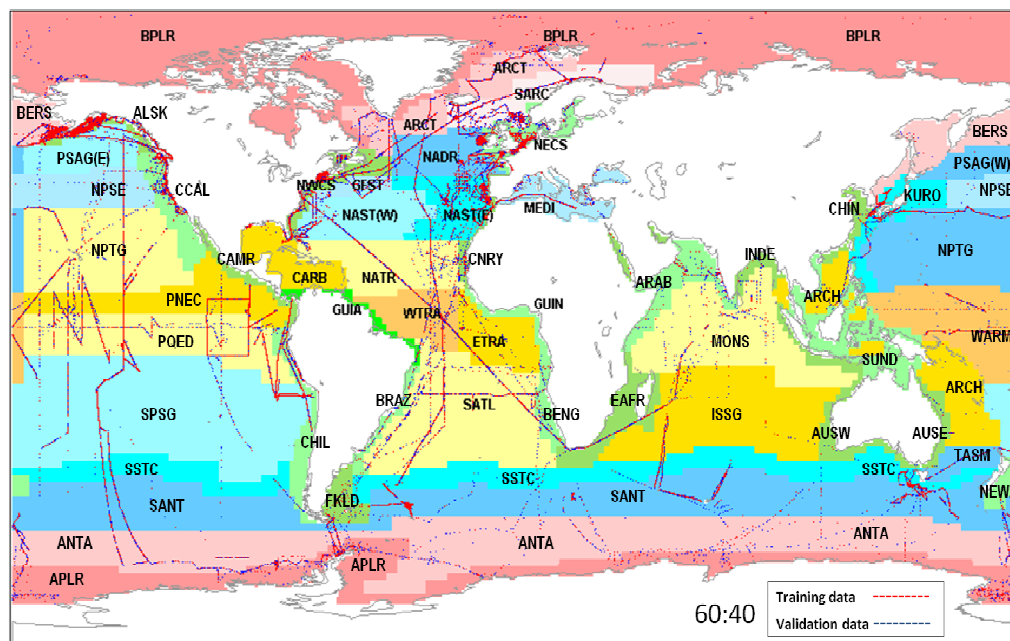 BPLR BPLR BPLR
ARCT
SARC
BERS ALSK ARCT BERS
NECS
PSAG(E) NADR PSAG(W)
NPSE CCAL NWCS GFST KURO NPSE
MEDI CHIN
NAST(W) NAST(E)
NPTG CAMR CNRY INDE NPTG
CARB NATR ARAB
PNEC GUIA WTRA GUIN ARCH
PQED ETRA MONS WARM
SUND
BRAZ SATL EAFR ARCH
SPSG BENG ISSG
CHIL AUSW AUSE
SSTC SSTC SSTC TASM
SANT FKLD SANT NEW
ANTA ANTA ANTA
APLR APLR
60:40
Training data
Validation data